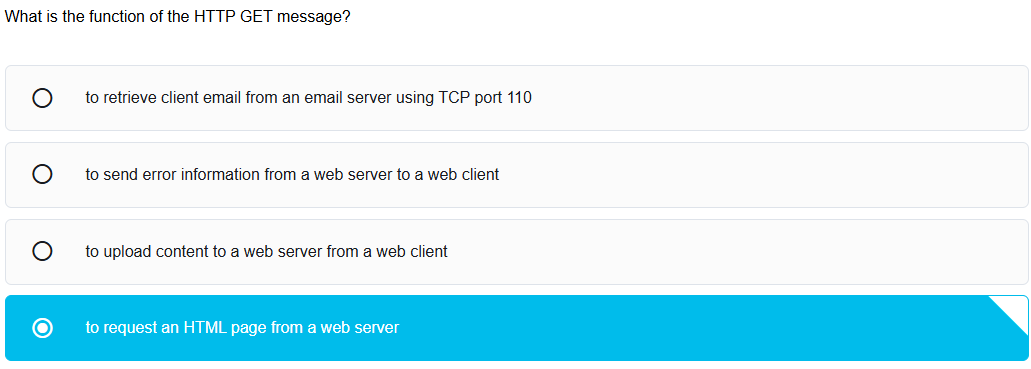 What is the function of the HTTP GET message?
to retrieve client email from an email server using TCP port 110
to send error information from a web server to a web client
to upload content to a web server from a web client
to request an HTML page from a web server